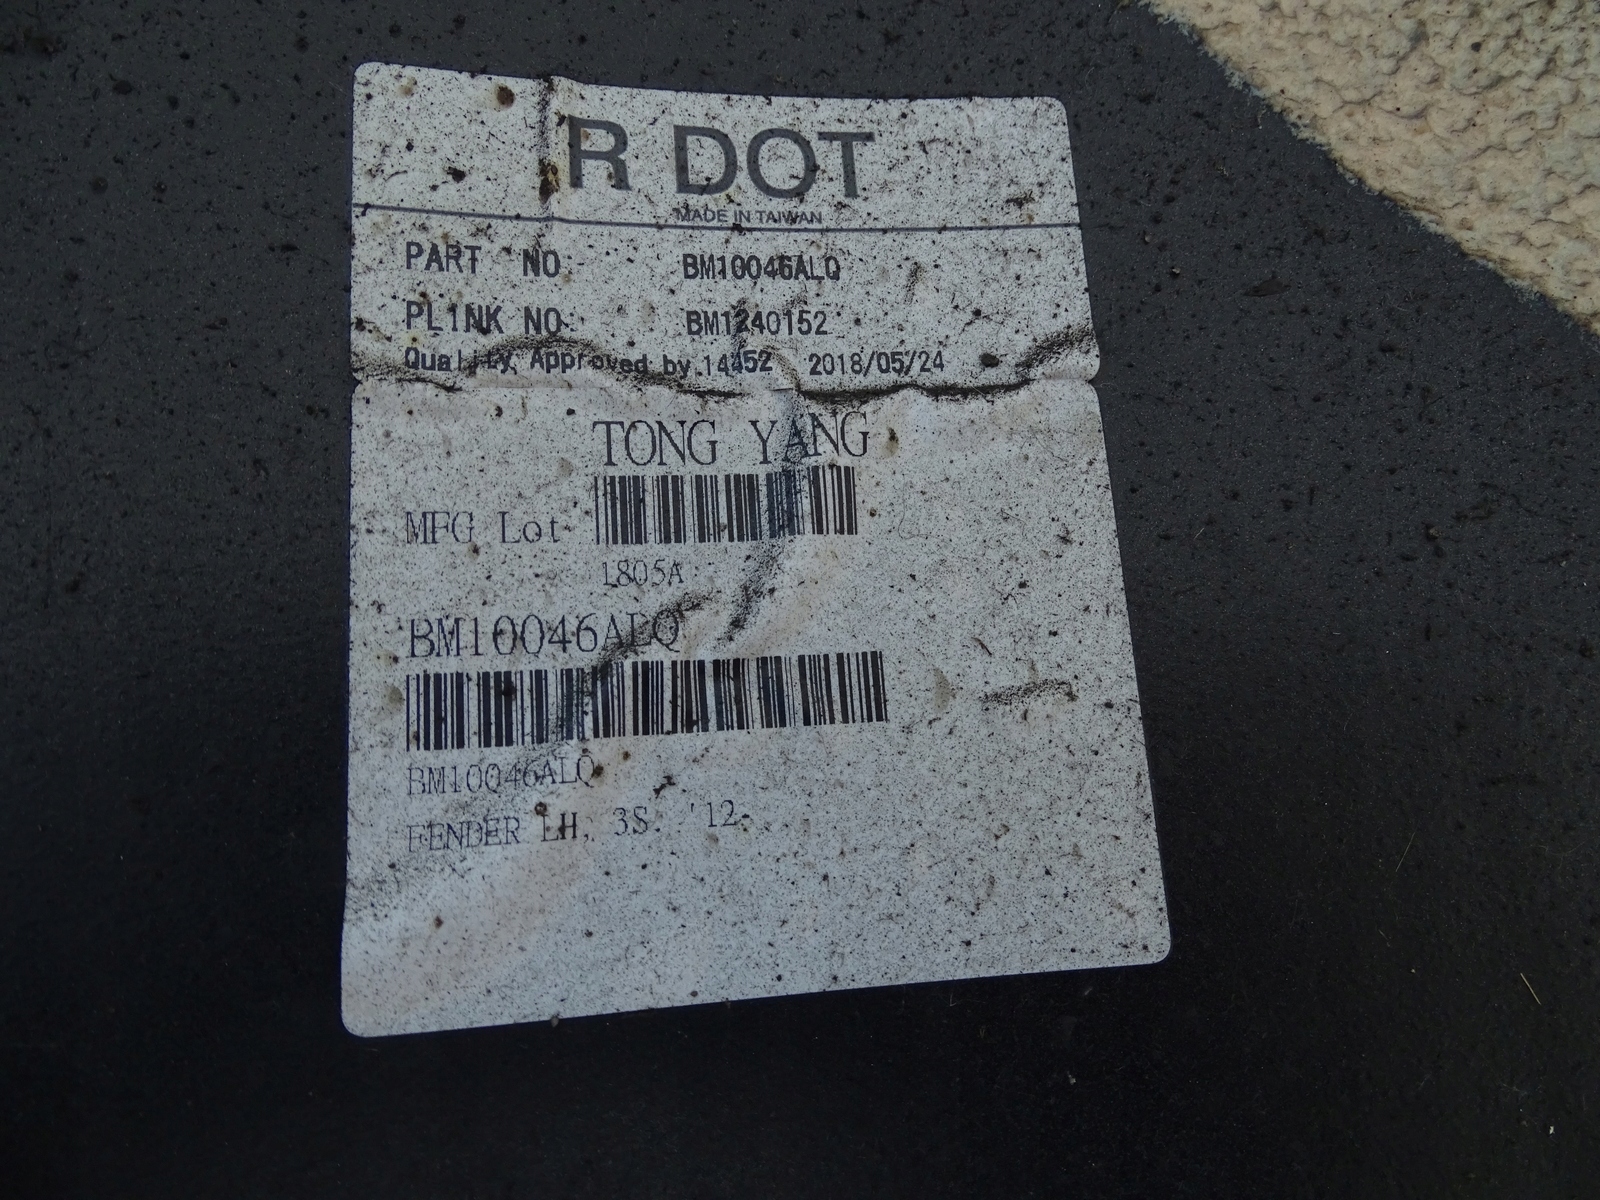 R DOT
MADE IN TAIWAN
PART NO. BM10046ALQ
PL1NK NO. BM1240152
Quality Approved by 14452 2018/05/24
TONG YANG
MFG Lot
1805A
BM10046ALQ
BM10046ALQ
FENDER LH, 3S. '12-